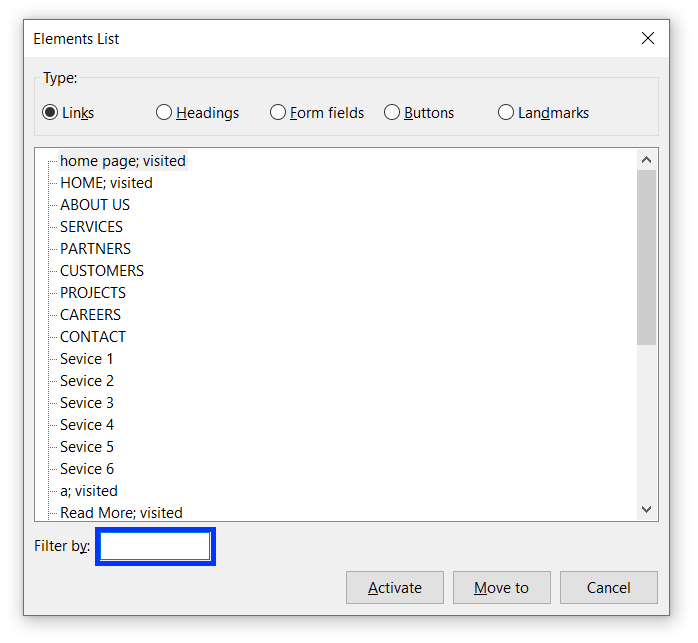 Elements List
Type:
Links Headings Form fields Buttons Landmarks
home page; visited
HOME; visited
ABOUT US
SERVICES
PARTNERS
CUSTOMERS
PROJECTS
CAREERS
CONTACT
Sevice 1
Sevice 2
Sevice 3
Sevice 4
Sevice 5
Sevice 6
a; visited
Read More; visited
Filter by:
Activate Move to Cancel